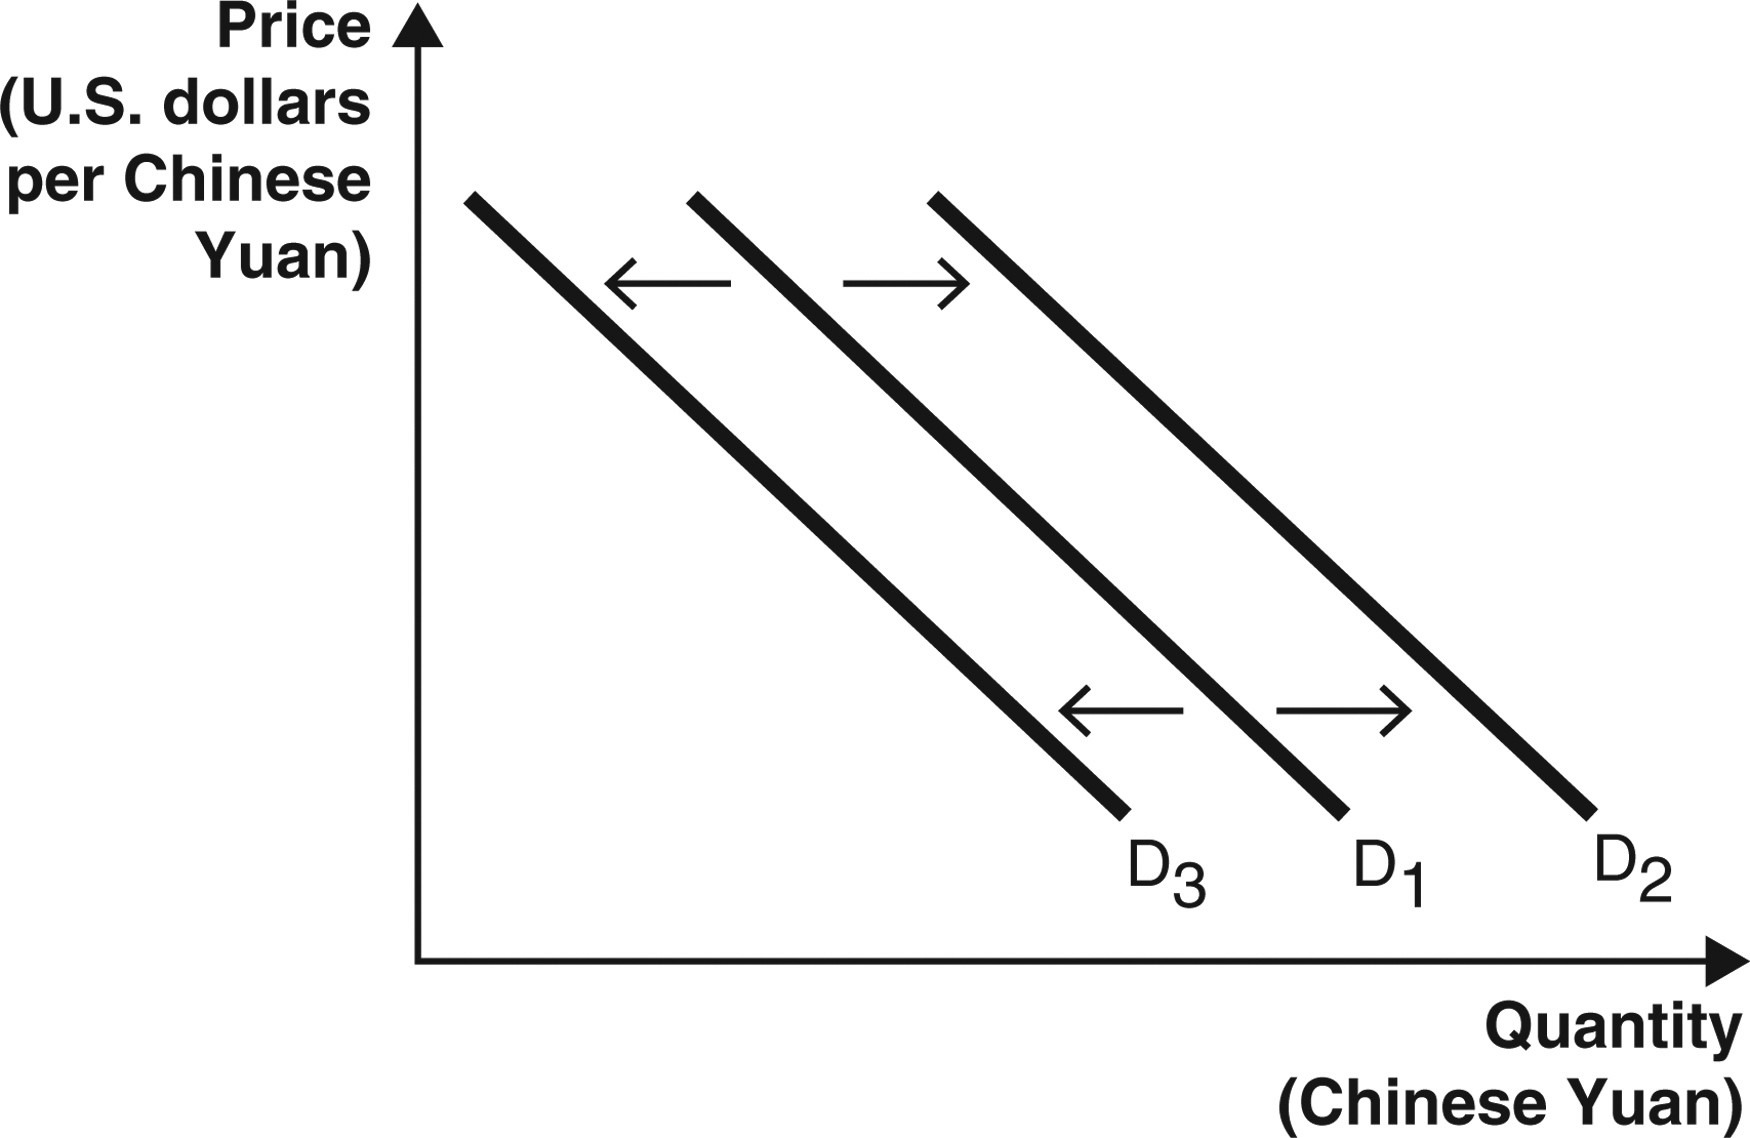 Price
(U.S. dollars
per Chinese
Yuan)
D3
D1
D2
Quantity
(Chinese Yuan)